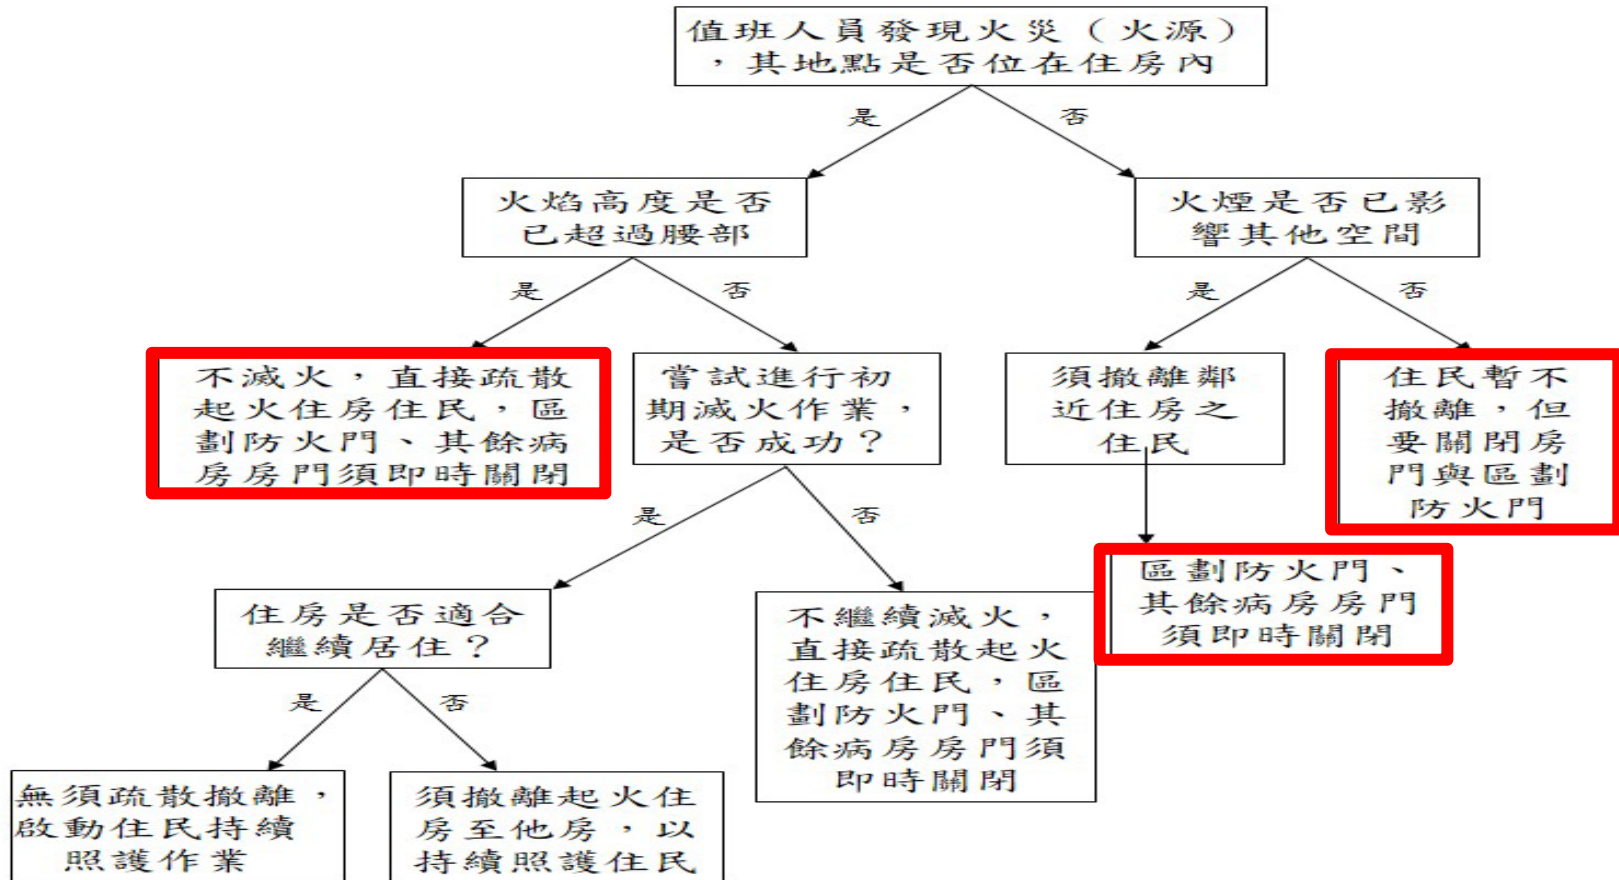 值班人員發現火災（火源）
，其地點是否位在住房內
是
否
火焰高度是否
已超過腰部
火煙是否已影
響其他空間
是
否
是
否
不滅火，直接疏散
起火住房住民，區
劃防火門、其餘病
房房門須即時關閉
嘗試進行初
期滅火作業，
是否成功？
須撤離鄰
近住房之
住民
住民暫不
撤離，但
要關閉房
門與區劃
防火門
是
否
區劃防火門、
其餘病房房門
須即時關閉
住房是否適合
繼續居住？
不繼續滅火，
直接疏散起火
住房住民，區
劃防火門、其
餘病房房門須
即時關閉
是
否
無須疏散撤離，
啟動住民持續
照護作業
須撤離起火住
房至他房，以
持續照護住民